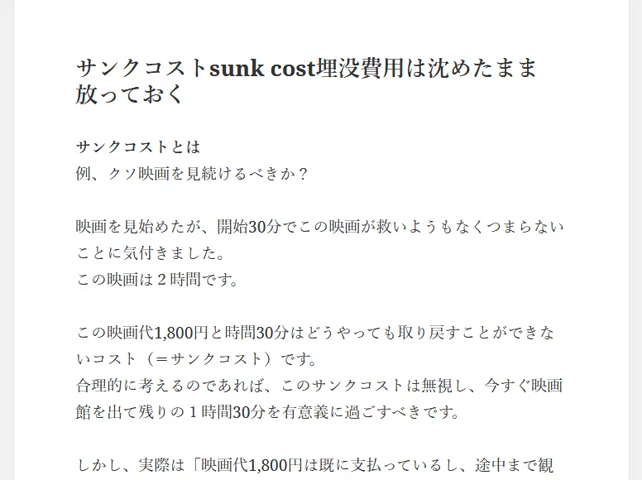 サンクコストsunk cost埋没費用は沈めたまま
放っておく
サンクコストとは
例、クソ映画を見続けるべきか？
映画を見始めたが、開始30分でこの映画が救いようもなくつまらない
ことに気付きました。
この映画は２時間です。
この映画代1,800円と時間30分はどうやっても取り戻すことができな
いコスト（＝サンクコスト）です。
合理的に考えるのであれば、このサンクコストは無視し、今すぐ映画
館を出て残りの１時間30分を有意義に過ごすべきです。
しかし、実際は「映画代1,800円は既に支払っているし、途中まで観